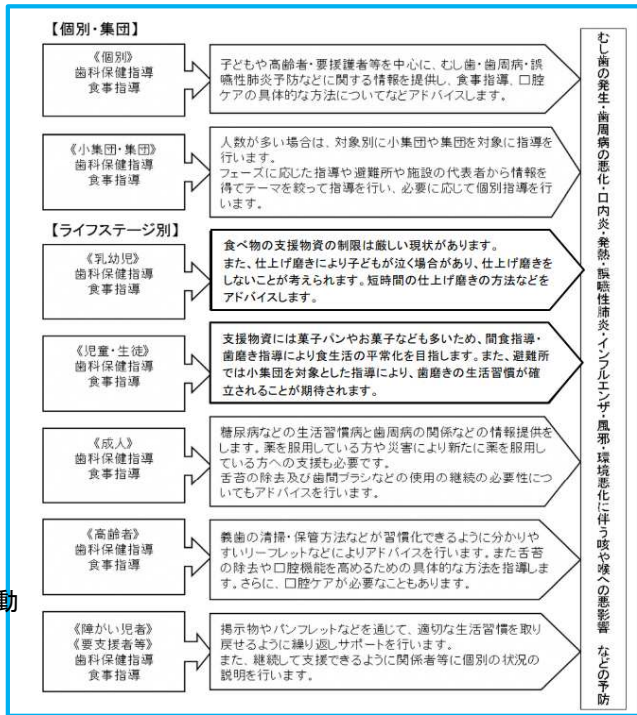 【個別・集団】
《個別》
歯科保健指導
食事指導
子どもや高齢者・要援護者等を中心に、むし歯・歯周病・誤
嚥性肺炎予防などに関する情報を提供し、食事指導、口腔
ケアの具体的な方法についてなどアドバイスします。
《小集団・集団》
歯科保健指導
食事指導
人数が多い場合は、対象別に小集団や集団を対象に指導を
行います。
フェーズに応じた指導や避難所や施設の代表者から情報を
得てテーマを絞って指導を行い、必要に応じて個別指導を行
います。
【ライフステージ別】
《乳幼児》
歯科保健指導
食事指導
食べ物の支援物資の制限は厳しい現状があります。
また、仕上げ磨きにより子どもが泣く場合があり、仕上げ磨きを
しないことが考えられます。短時間の仕上げ磨きの方法などを
アドバイスします。
《児童・生徒》
歯科保健指導
食事指導
支援物資には菓子パンやお菓子なども多いため、間食指導・
歯磨き指導により食生活の平常化を目指します。また、避難所
では小集団を対象とした指導により、歯磨きの生活習慣が確
立されることが期待されます。
《成人》
歯科保健指導
食事指導
糖尿病などの生活習慣病と歯周病の関係などの情報提供を
します。薬を服用している方や災害により新たに薬を服用し
ている方への支援も必要です。
舌苔の除去及び歯間ブラシなどの使用の継続の必要性につ
いてもアドバイスを行います。
《高齢者》
歯科保健指導
食事指導
義歯の清掃・保管方法などが習慣化できるように分かりや
すいリーフレットなどによりアドバイスを行います。また舌苔
の除去や口腔機能を高めるための具体的な方法を指導しま
す。さらに、口腔ケアが必要なこともあります。
動
《障がい児者》
《要支援者等》
歯科保健指導
食事指導
掲示物やパンフレットなどを通じて、適切な生活習慣を取り
戻せるように繰り返しサポートを行います。
また、継続して支援できるように関係者等に個別の状況の
説明を行います。
むし歯の発生・歯周病の悪化・口内炎・発熱・誤嚥性肺炎・インフルエンザ・風邪・環境悪化に伴う咳や喉への悪影響 などの予防